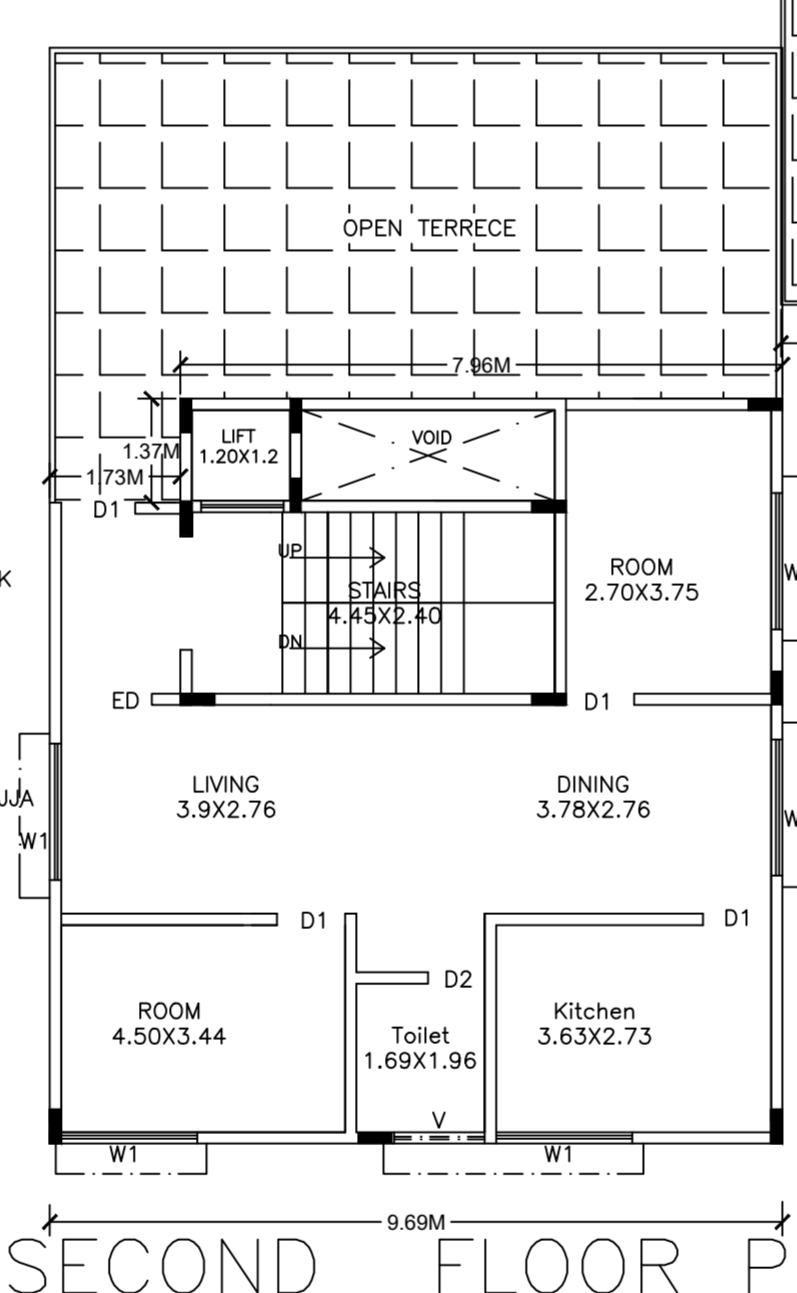 OPEN TERRECE
7.96M
LIFT
1.20X1.2
VOID
1.37M
1.73M
D1
UP
STAIRS
4.45X2.40
DN
ROOM
2.70X3.75
K
W
ED
D1
LIVING
3.9X2.76
DINING
3.78X2.76
JJA
W1
W
D1
D1
D2
ROOM
4.50X3.44
Toilet
1.69X1.96
Kitchen
3.63X2.73
V
W1
W1
9.69M
SECOND FLOOR P